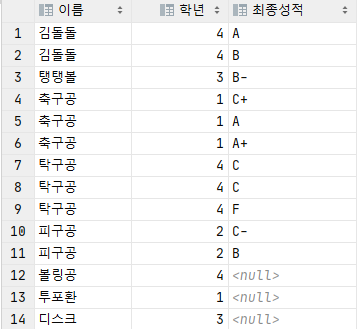 이름 학년 최종성적
1 김돌돌 4 A
2 김돌돌 4 B
3 탱탱볼 3 B-
4 축구공 1 C+
5 축구공 1 A
6 축구공 1 A+
7 탁구공 4 C
8 탁구공 4 C
9 탁구공 4 F
10 피구공 2 C-
11 피구공 2 B
12 볼링공 4 <null>
13 투포환 1 <null>
14 디스크 3 <null>